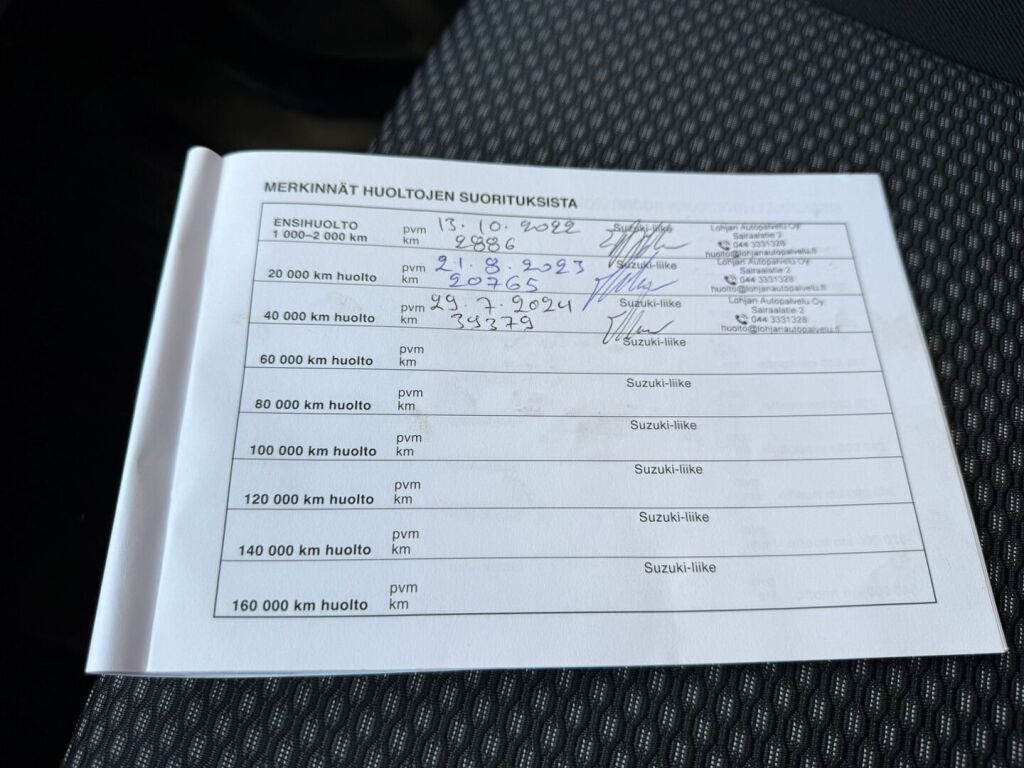 MERKINNÄT HUOLTOJEN SUORITUKSISTA
ENSIHUOLTO
1 000–2 000 km
pvm 13. 10. 2022
km 2886
Suzuki-liike
Lohjan Autopalvelu Oy
Sairaalatie 2
044 3331328
huolto@lohjanautopalvelu.fi
20 000 km huolto
pvm 21. 8. 2023
km 20765
Suzuki-liike
Lohjan Autopalvelu Oy
Sairaalatie 2
044 3331328
huolto@lohjanautopalvelu.fi
40 000 km huolto
pvm 29. 7. 2024
km 39379
Suzuki-liike
Lohjan Autopalvelu Oy
Sairaalatie 2
044 3331328
huolto@lohjanautopalvelu.fi
60 000 km huolto
pvm
km
Suzuki-liike
80 000 km huolto
pvm
km
Suzuki-liike
100 000 km huolto
pvm
km
Suzuki-liike
120 000 km huolto
pvm
km
Suzuki-liike
140 000 km huolto
pvm
km
Suzuki-liike
160 000 km huolto
pvm
km
Suzuki-liike